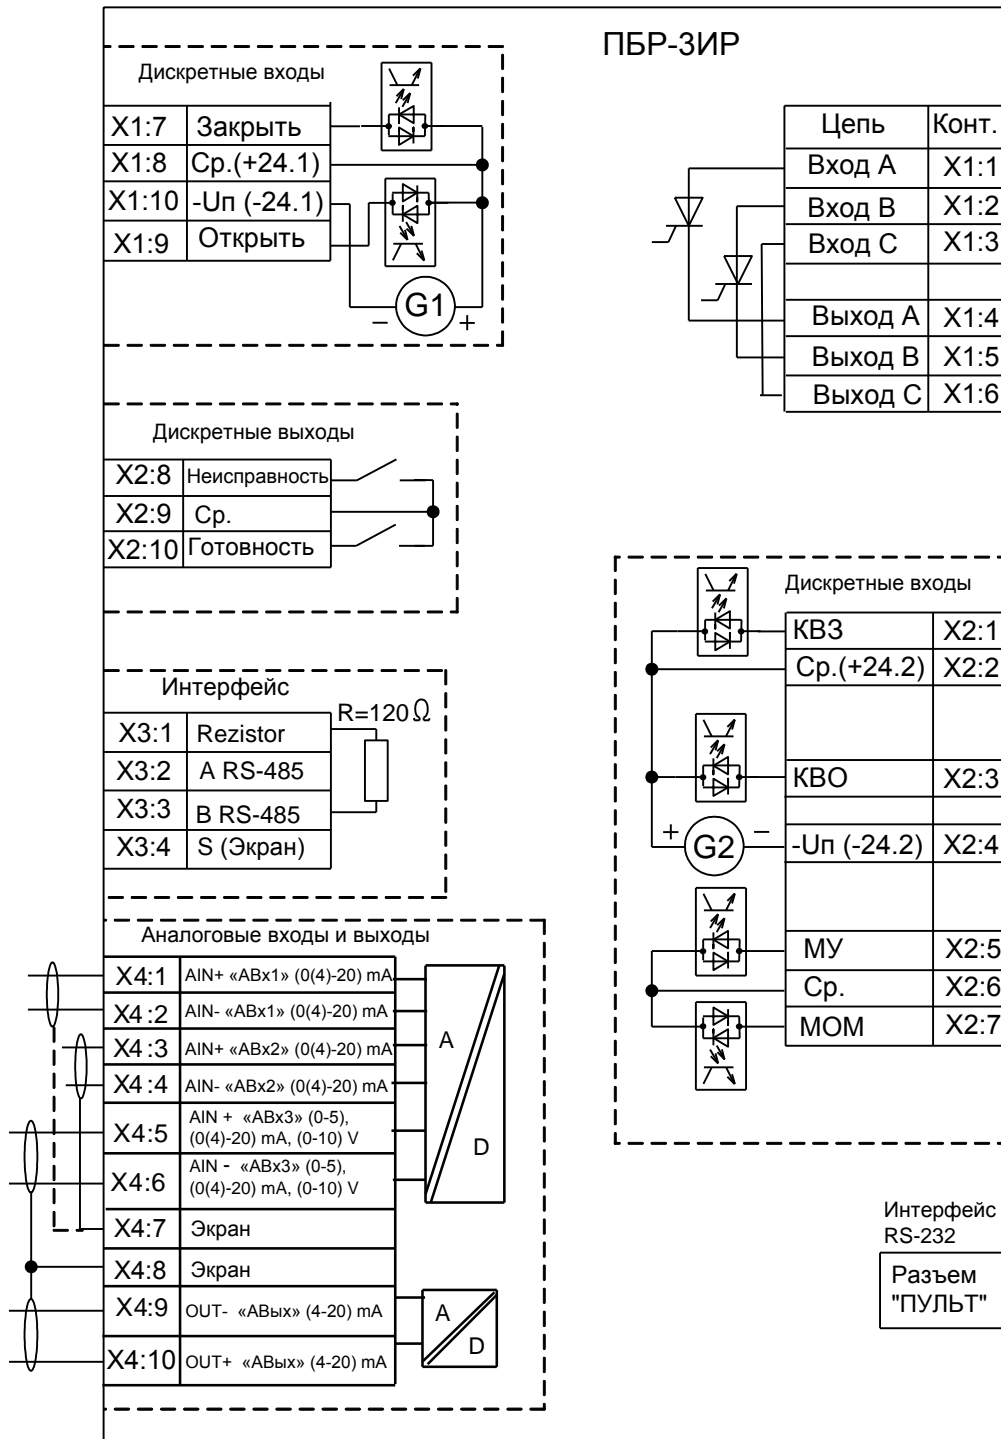 ПБР-3ИР
Дискретные входы
X1:7 Закрыть
X1:8 Ср.(+24.1)
X1:10 -Uп (-24.1)
X1:9 Открыть
G1
− +
Цепь Конт.
Вход A X1:1
Вход B X1:2
Вход C X1:3
Выход A X1:4
Выход B X1:5
Выход C X1:6
Дискретные выходы
X2:8 Неисправность
X2:9 Ср.
X2:10 Готовность
Дискретные входы
КВЗ X2:1
Ср.(+24.2) X2:2
КВО X2:3
+ G2 −
-Uп (-24.2) X2:4
МУ X2:5
Ср. X2:6
МОМ X2:7
Интерфейс
R=120 Ω
X3:1 Rezistor
X3:2 A RS-485
X3:3 B RS-485
X3:4 S (Экран)
Аналоговые входы и выходы
X4:1 AIN+ «АВх1» (0(4)-20) mA
X4:2 AIN- «АВх1» (0(4)-20) mA
X4:3 AIN+ «АВх2» (0(4)-20) mA
X4:4 AIN- «АВх2» (0(4)-20) mA
X4:5 AIN + «АВх3» (0-5),
(0(4)-20) mA, (0-10) V
X4:6 AIN - «АВх3» (0-5),
(0(4)-20) mA, (0-10) V
X4:7 Экран
X4:8 Экран
X4:9 OUT- «АВых» (4-20) mA
X4:10 OUT+ «АВых» (4-20) mA
A
D
A
D
Интерфейс
RS-232
Разъем
"ПУЛЬТ"